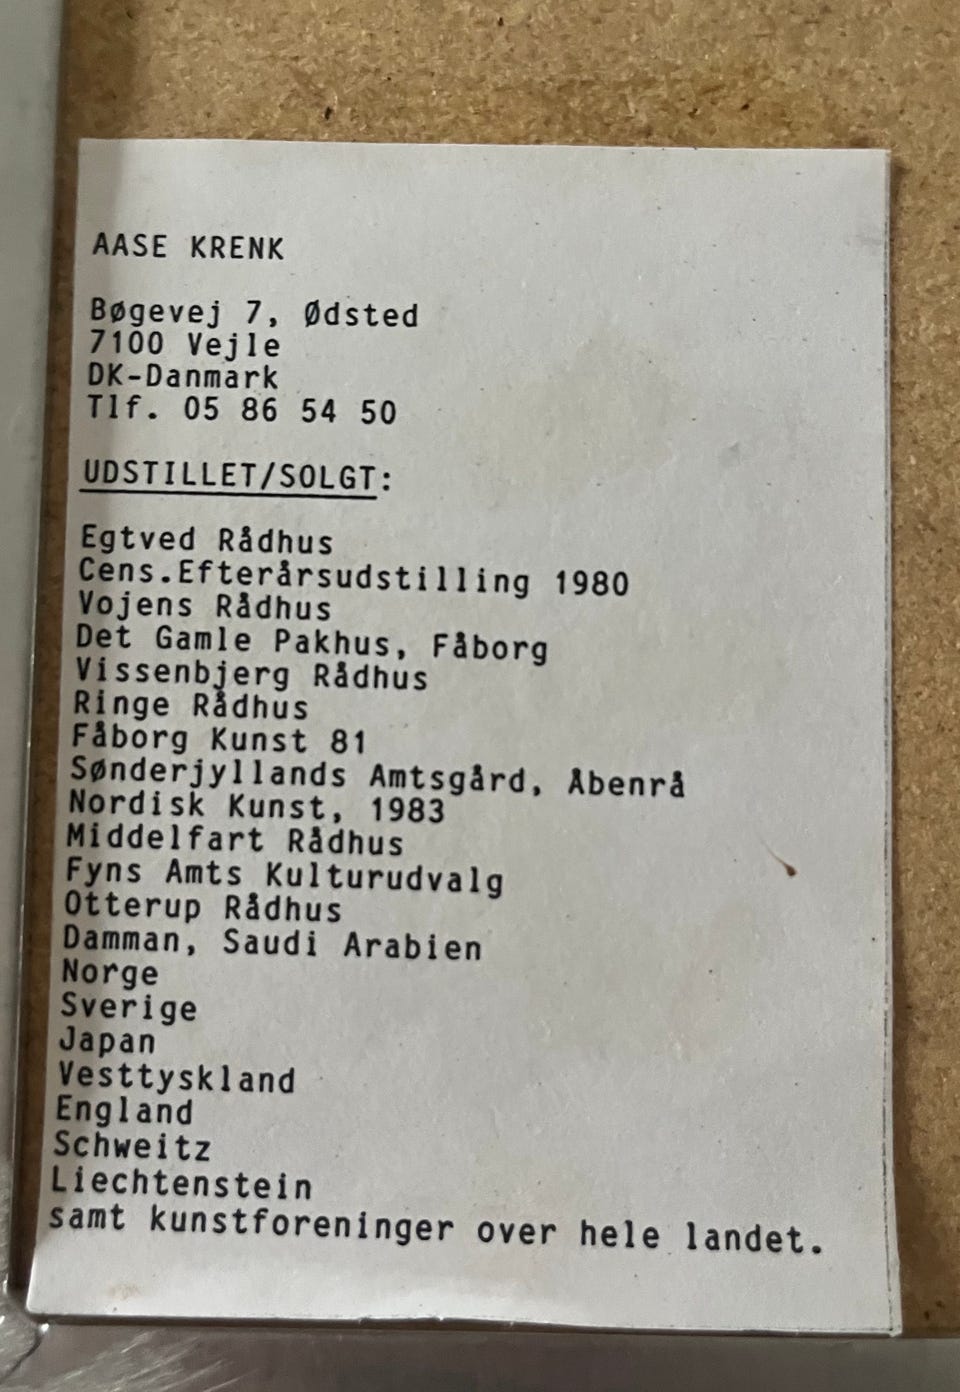 AASE KRENK
Bøgevej 7, Ødsted
7100 Vejle
DK-Danmark
Tlf. 05 86 54 50
UDSTILLET/SOLGT:
Egtved Rådhus
Cens.Efterårsudstilling 1980
Vojens Rådhus
Det Gamle Pakhus, Fåborg
Vissenbjerg Rådhus
Ringe Rådhus
Fåborg Kunst 81
Sønderjyllands Amtsgård, Åbenrå
Nordisk Kunst, 1983
Middelfart Rådhus
Fyns Amts Kulturudvalg
Otterup Rådhus
Damman, Saudi Arabien
Norge
Sverige
Japan
Vesttyskland
England
Schweitz
Liechtenstein
samt kunstforeninger over hele landet.